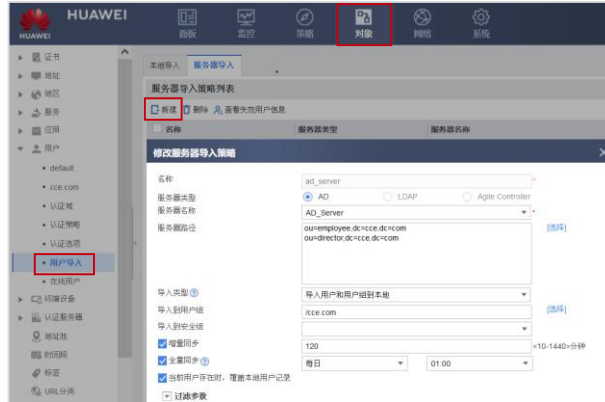 HUAWEI
HUAWEI
面板
监控
策略
对象
网络
系统
证书
地址
地区
服务
应用
用户
default
cce.com
认证域
认证策略
认证选项
用户导入
在线用户
终端设备
认证服务器
地址池
时间段
标签
URL分类
本地导入
服务器导入
服务器导入策略列表
新建 删除 查看失效用户信息
名称 服务器类型 服务器名称
修改服务器导入策略
名称 ad_server *
服务器类型 AD LDAP Agile Controller
服务器名称 AD_Server *
服务器路径 ou=employee,dc=cce,dc=com [选择]
ou=director,dc=cce,dc=com
导入类型 导入用户和用户组到本地
导入到用户组 /cce.com [选择]
导入到安全组
增量同步 120 <10-1440>分钟
全量同步 每日 01:00
当前用户存在时，覆盖本地用户记录
过滤参数